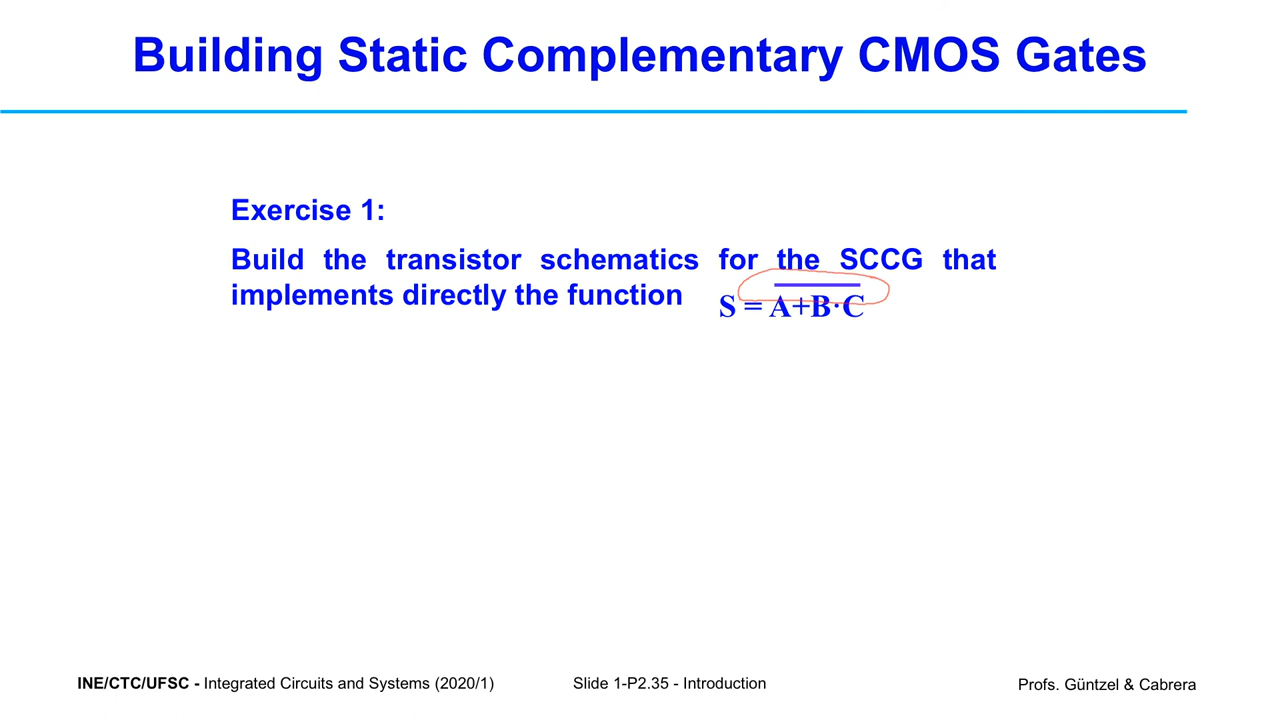 Building Static Complementary CMOS Gates
Exercise 1:
Build the transistor schematics for the SCCG that
implements directly the function S = A+B·C
INE/CTC/UFSC - Integrated Circuits and Systems (2020/1) Slide 1-P2.35 - Introduction Profs. Güntzel & Cabrera